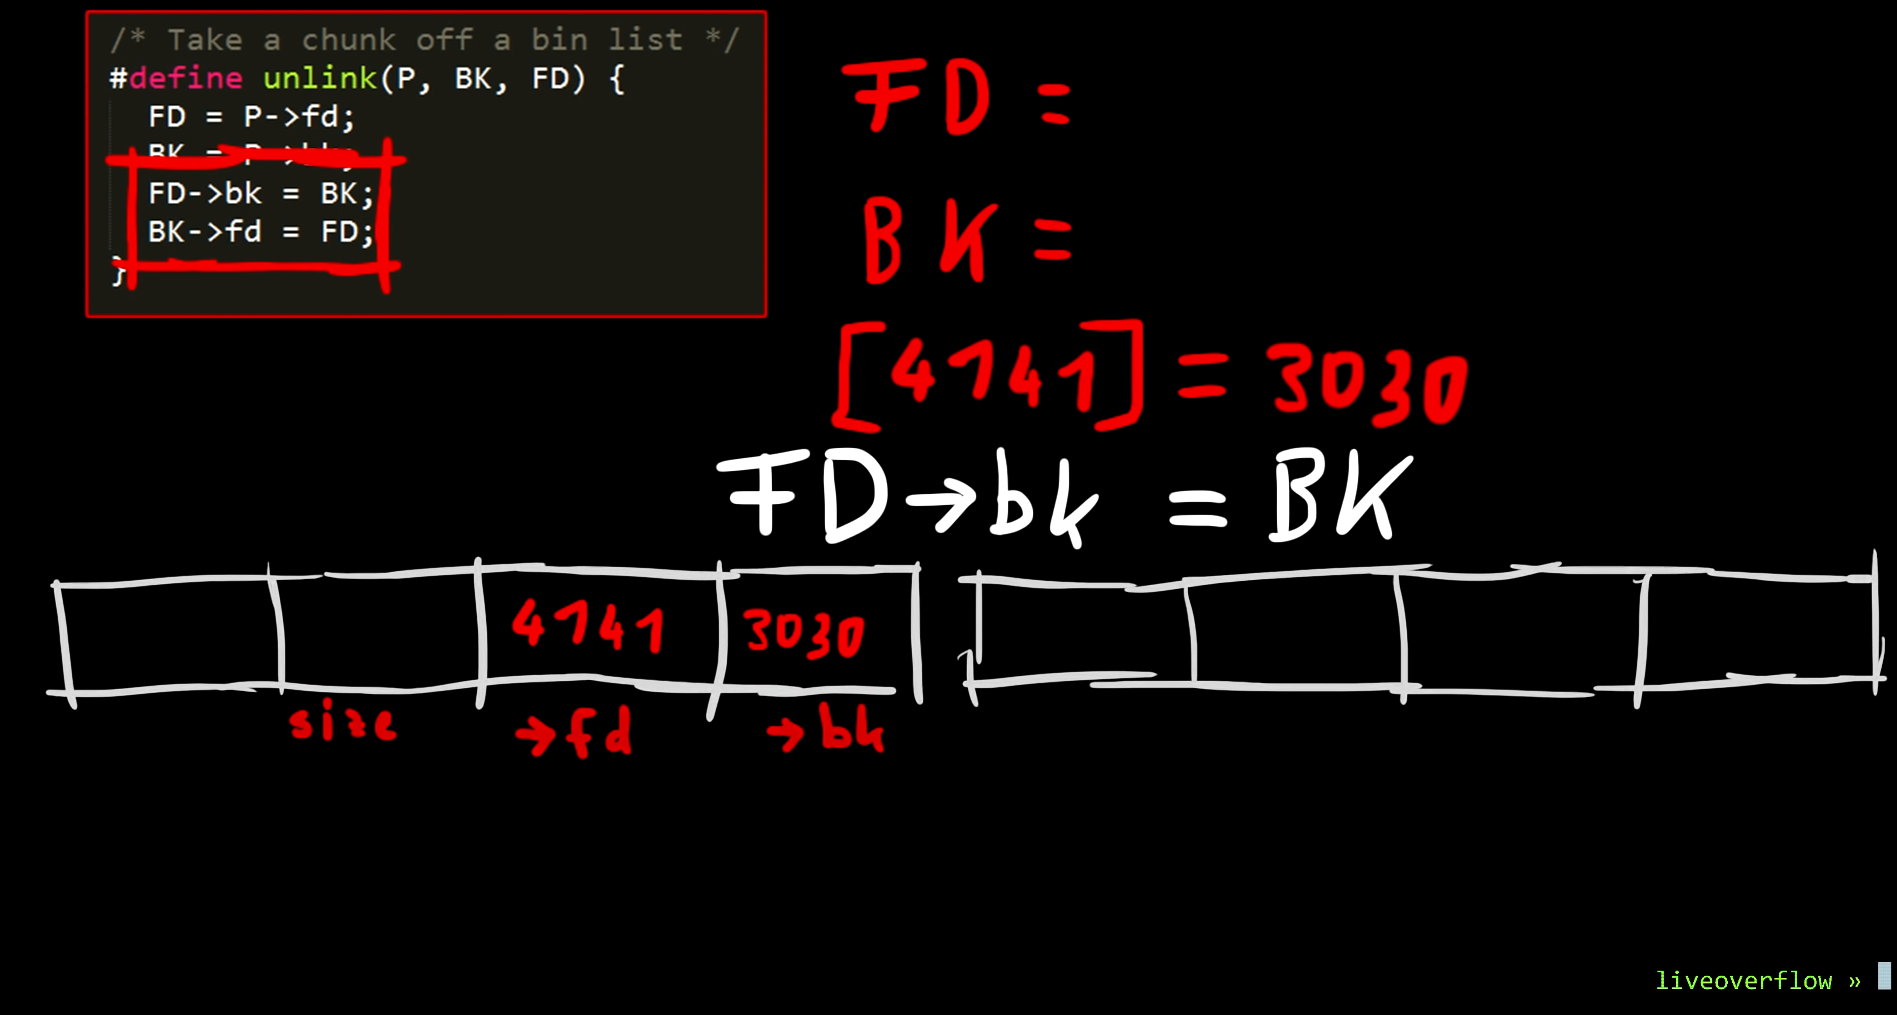 /* Take a chunk off a bin list */
#define unlink(P, BK, FD) {
FD = P->fd;
BK = P->bk;
FD->bk = BK;
BK->fd = FD;
}
FD =
BK =
[4141] = 3030
FD→bk = BK
4141 3030
size →fd →bk
liveoverflow »